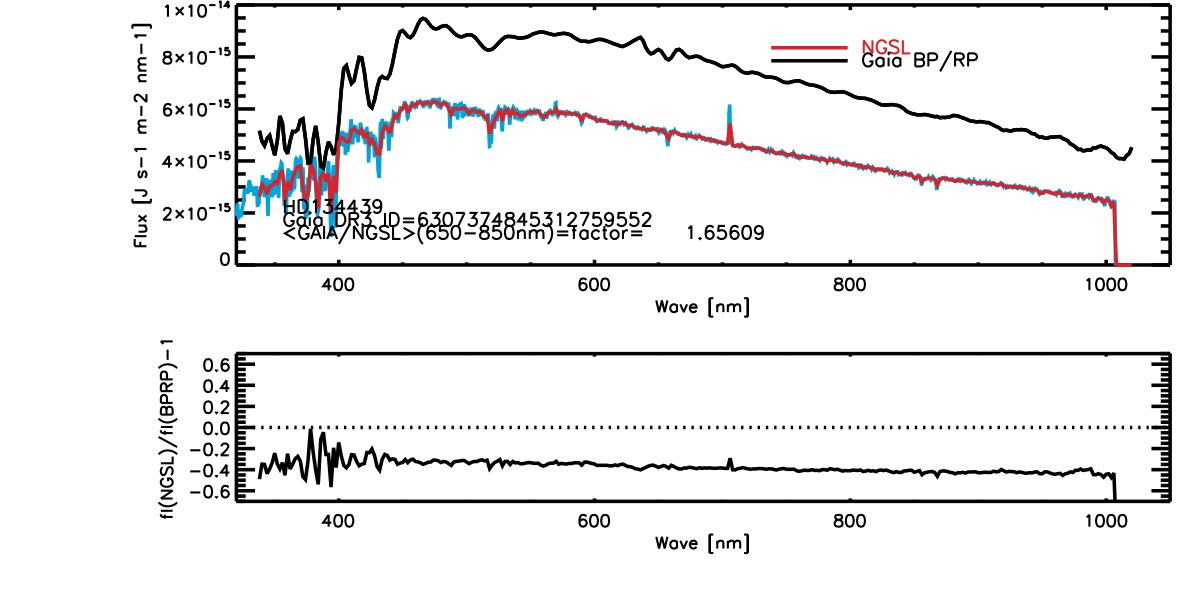 1×10⁻¹⁴
8×10⁻¹⁵
6×10⁻¹⁵
4×10⁻¹⁵
2×10⁻¹⁵
0
Flux [J s-1 m-2 nm-1]
NGSL
Gaia BP/RP
HD134439
Gaia DR3 ID=6307374845312759552
<GAIA/NGSL>(650-850nm)=factor= 1.65609
400 600 800 1000
Wave [nm]
fl(NGSL)/fl(BPRP)-1
0.6
0.4
0.2
0.0
-0.2
-0.4
-0.6
400 600 800 1000
Wave [nm]